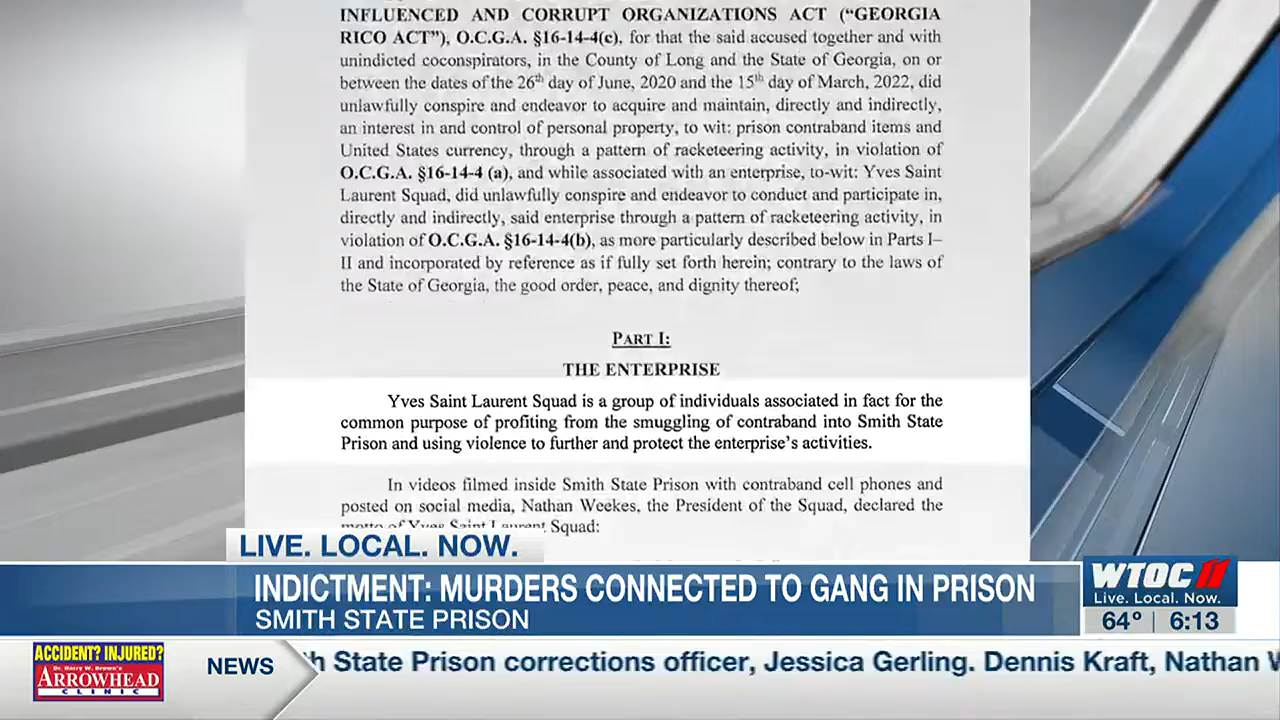 INFLUENCED AND CORRUPT ORGANIZATIONS ACT (“GEORGIA
RICO ACT”), O.C.G.A. §16-14-4(c), for that the said accused together and with
unindicted coconspirators, in the County of Long and the State of Georgia, on or
between the dates of the 26th day of June, 2020 and the 15th day of March, 2022, did
unlawfully conspire and endeavor to acquire and maintain, directly and indirectly,
an interest in and control of personal property, to wit: prison contraband items and
United States currency, through a pattern of racketeering activity, in violation of
O.C.G.A. §16-14-4 (a), and while associated with an enterprise, to-wit: Yves Saint
Laurent Squad, did unlawfully conspire and endeavor to conduct and participate in,
directly and indirectly, said enterprise through a pattern of racketeering activity, in
violation of O.C.G.A. §16-14-4(b), as more particularly described below in Parts I–
II and incorporated by reference as if fully set forth herein; contrary to the laws of
the State of Georgia, the good order, peace, and dignity thereof;
PART I:
THE ENTERPRISE
Yves Saint Laurent Squad is a group of individuals associated in fact for the
common purpose of profiting from the smuggling of contraband into Smith State
Prison and using violence to further and protect the enterprise’s activities.
In videos filmed inside Smith State Prison with contraband cell phones and
posted on social media, Nathan Weekes, the President of the Squad, declared the
motto of Yves Saint Laurent Squad:
LIVE. LOCAL. NOW.
INDICTMENT: MURDERS CONNECTED TO GANG IN PRISON
SMITH STATE PRISON
WTOC 11
Live. Local. Now.
64° | 6:13
ACCIDENT? INJURED?
Dr. Harry W. Brown's
ARROWHEAD
CLINIC
NEWS
th State Prison corrections officer, Jessica Gerling. Dennis Kraft, Nathan W